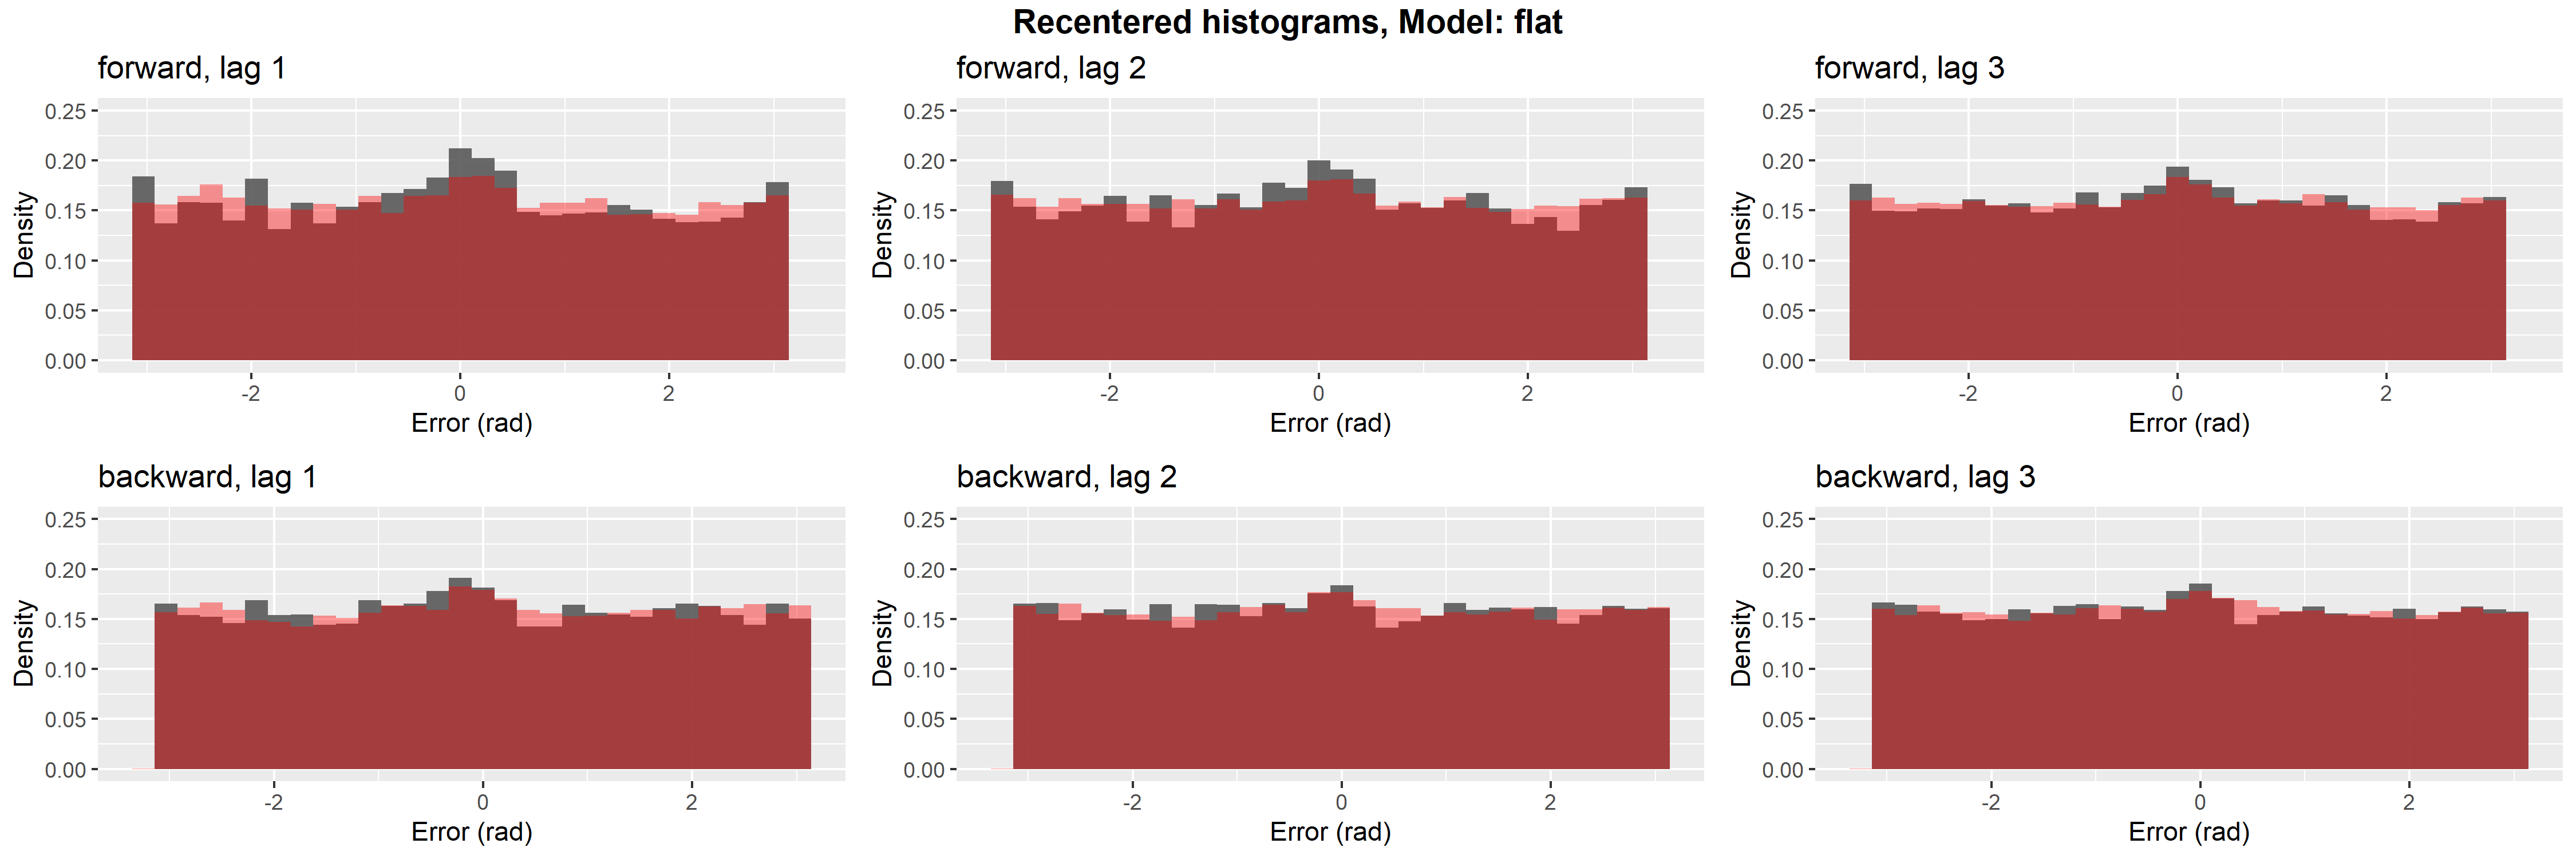 Recentered histograms, Model: flat
forward, lag 1
forward, lag 2
forward, lag 3
0.25
0.20
0.15
0.10
0.05
0.00
Density
-2
0
2
Error (rad)
0.25
0.20
0.15
0.10
0.05
0.00
Density
-2
0
2
Error (rad)
0.25
0.20
0.15
0.10
0.05
0.00
Density
-2
0
2
Error (rad)
backward, lag 1
backward, lag 2
backward, lag 3
0.25
0.20
0.15
0.10
0.05
0.00
Density
-2
0
2
Error (rad)
0.25
0.20
0.15
0.10
0.05
0.00
Density
-2
0
2
Error (rad)
0.25
0.20
0.15
0.10
0.05
0.00
Density
-2
0
2
Error (rad)